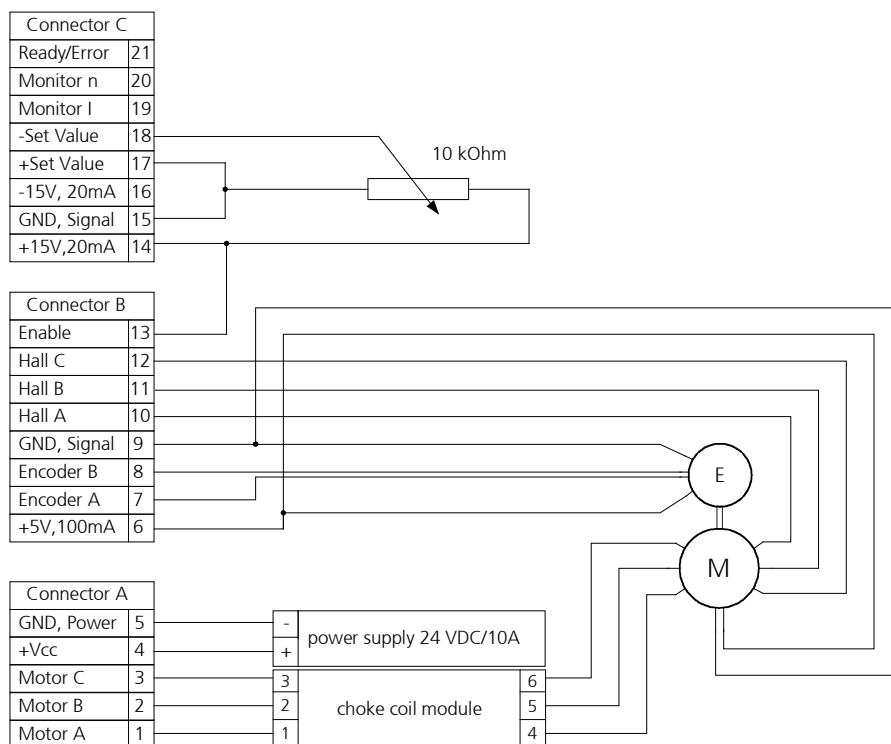 Connector C
Ready/Error 21
Monitor n 20
Monitor I 19
-Set Value 18
+Set Value 17
-15V, 20mA 16
GND, Signal 15
+15V,20mA 14
10 kOhm
Connector B
Enable 13
Hall C 12
Hall B 11
Hall A 10
GND, Signal 9
Encoder B 8
Encoder A 7
+5V,100mA 6
E
M
Connector A
GND, Power 5
+Vcc 4
Motor C 3
Motor B 2
Motor A 1
-
+
power supply 24 VDC/10A
3
2
1
choke coil module
6
5
4